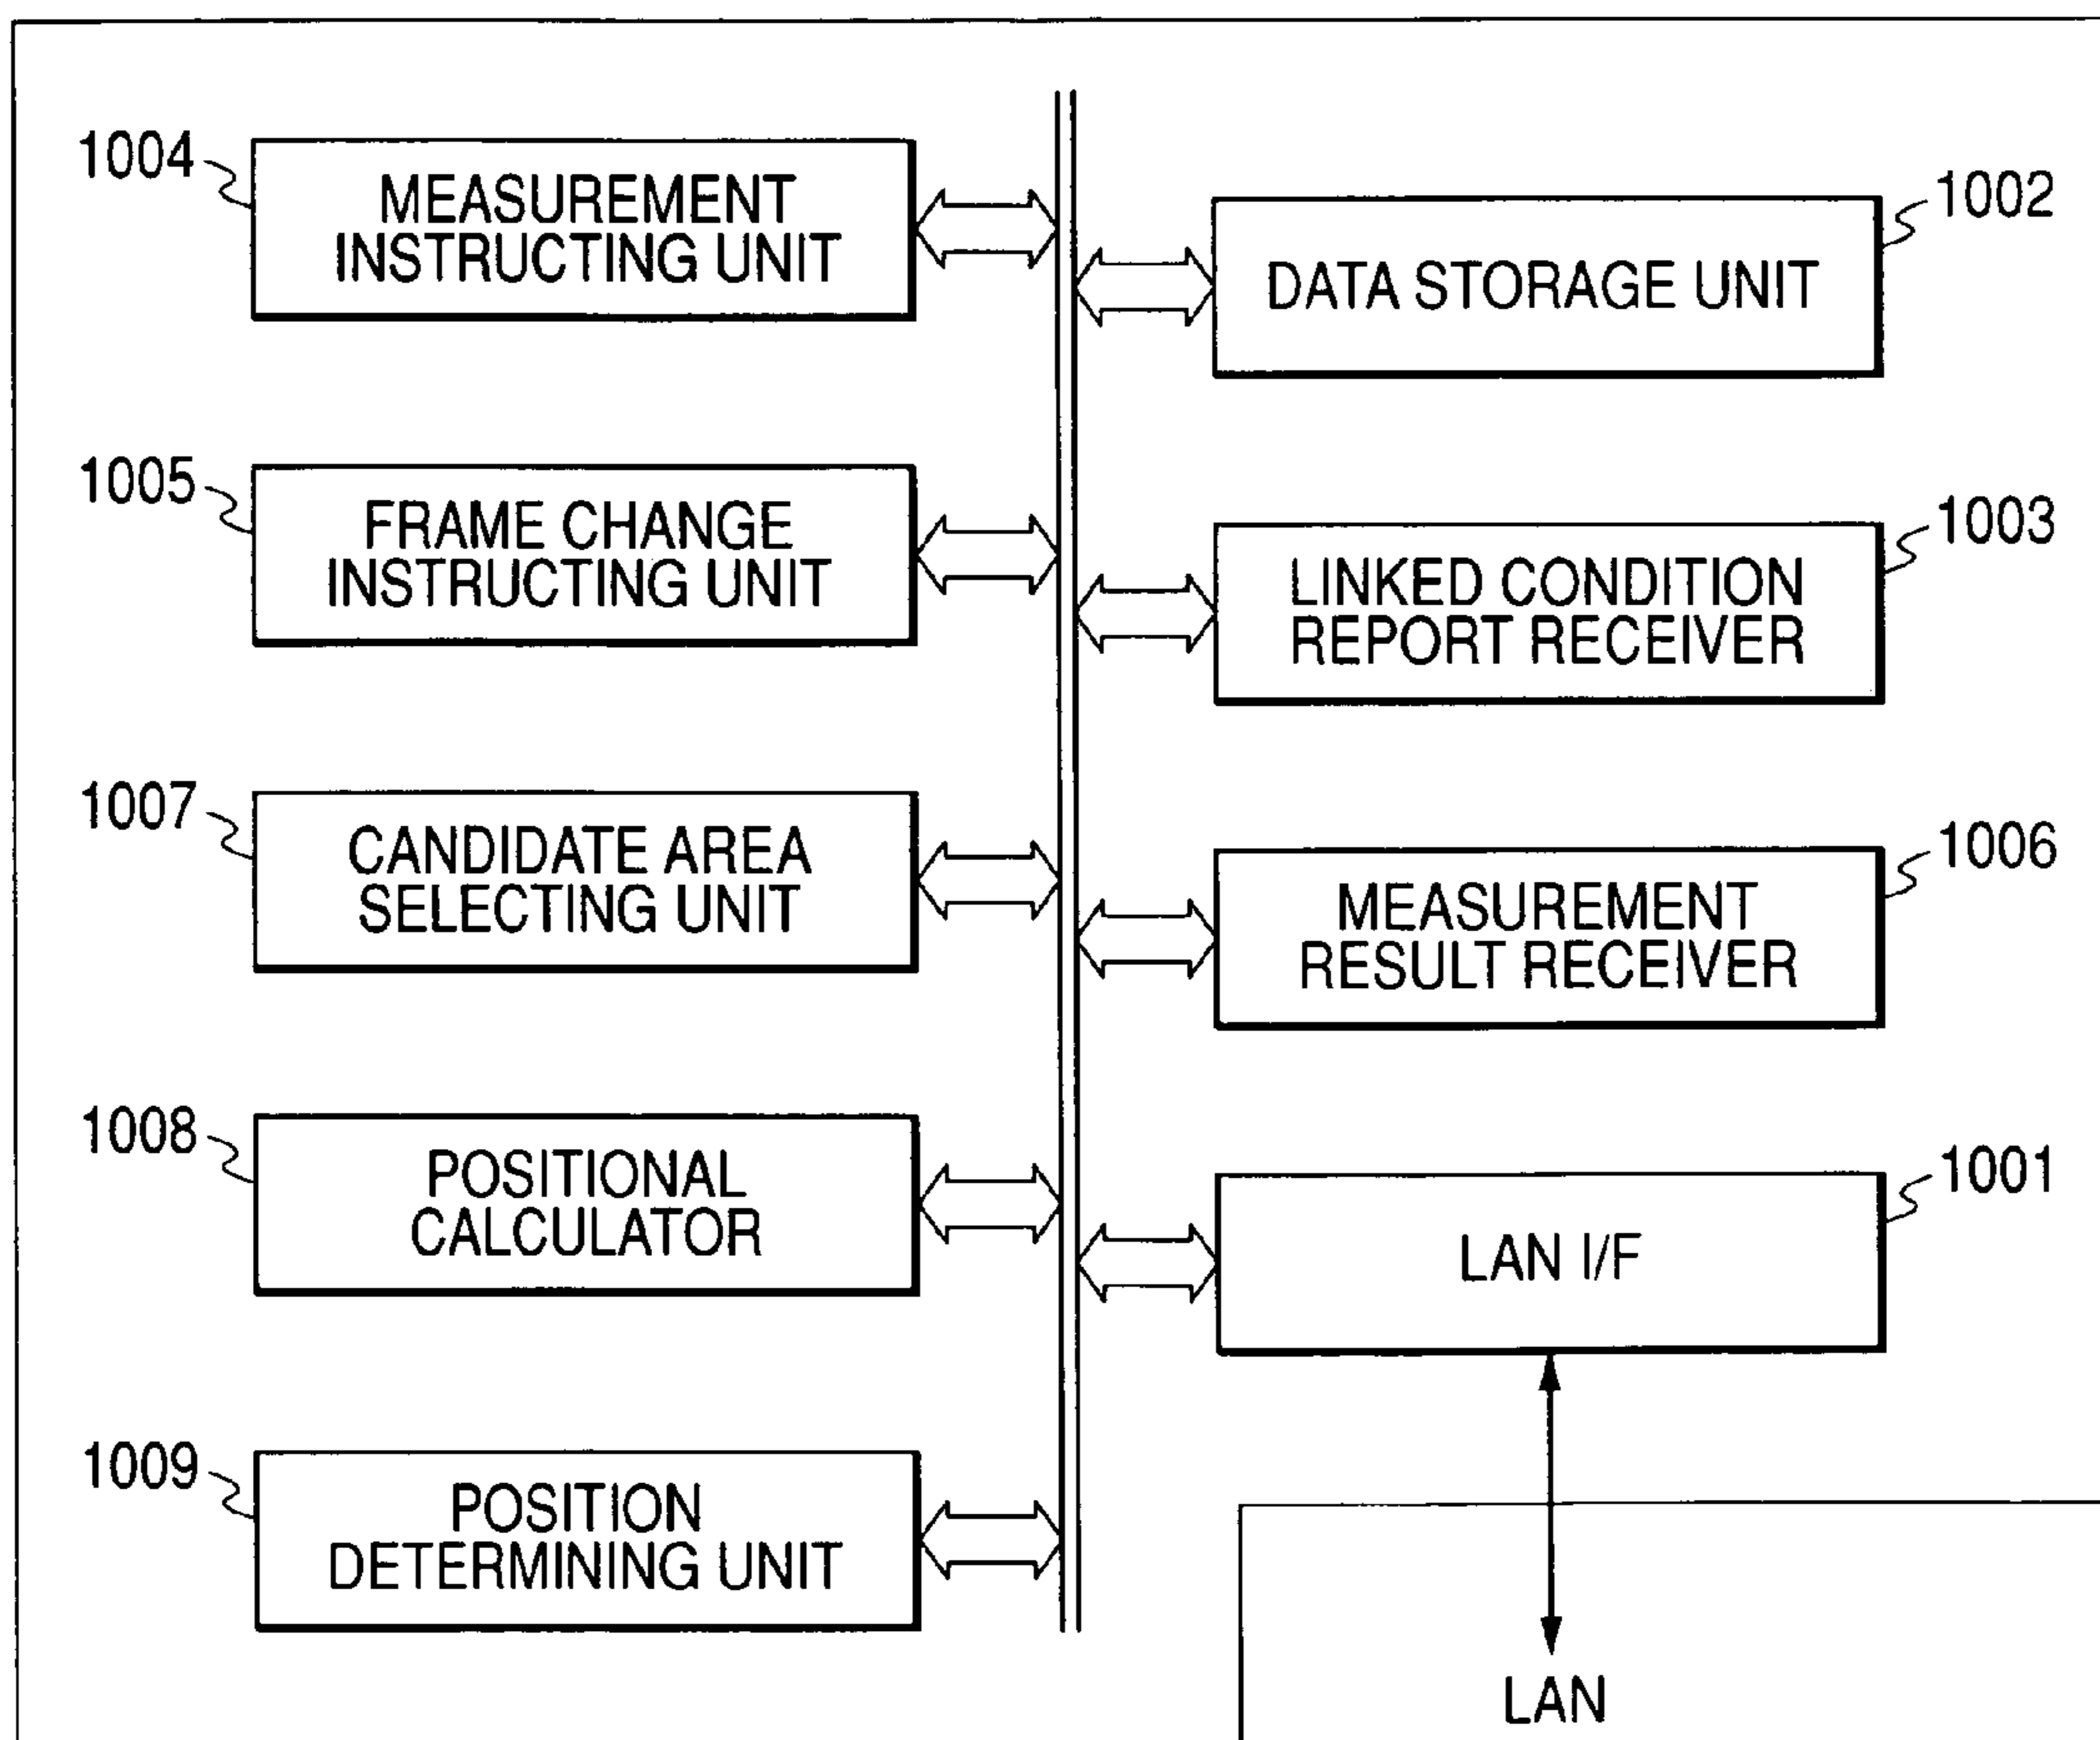 1004
MEASUREMENT
INSTRUCTING UNIT
1002
DATA STORAGE UNIT
1005
FRAME CHANGE
INSTRUCTING UNIT
1003
LINKED CONDITION
REPORT RECEIVER
1007
CANDIDATE AREA
SELECTING UNIT
1006
MEASUREMENT
RESULT RECEIVER
1008
POSITIONAL
CALCULATOR
1001
LAN I/F
1009
POSITION
DETERMINING UNIT
LAN